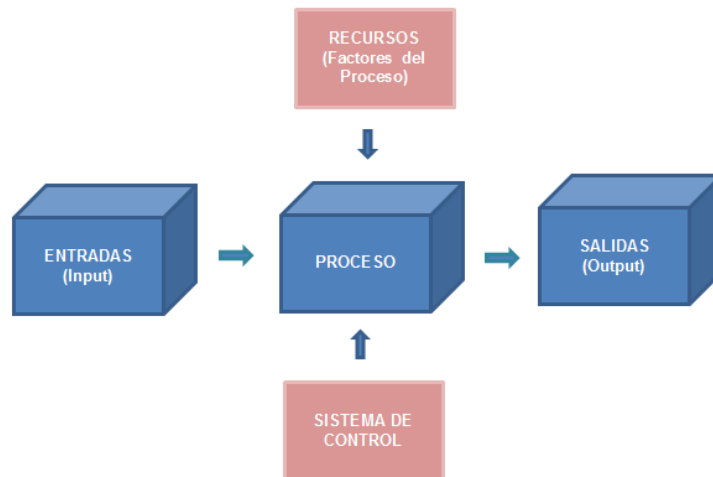 RECURSOS
(Factores del
Proceso)
ENTRADAS
(Input)
PROCESO
SALIDAS
(Output)
SISTEMA DE
CONTROL